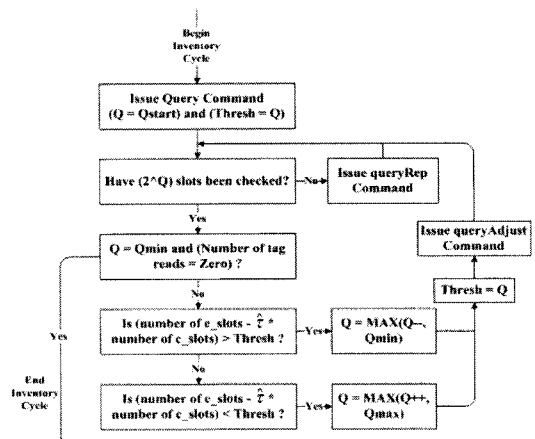 Begin
Inventory
Cycle
Issue Query Command
(Q = Qstart) and (Thresh = Q)
Have (2^Q) slots been checked?
No
Issue queryRep
Command
Yes
Issue queryAdjust
Command
Q = Qmin and (Number of tag
reads = Zero) ?
Thresh = Q
No
Is (number of e_slots - τ̂ *
number of c_slots) > Thresh ?
Yes
Q = MAX(Q--,
Qmin)
Yes
No
End
Inventory
Cycle
Is (number of e_slots - τ̂ *
number of c_slots) < Thresh ?
Yes
Q = MAX(Q++,
Qmax)